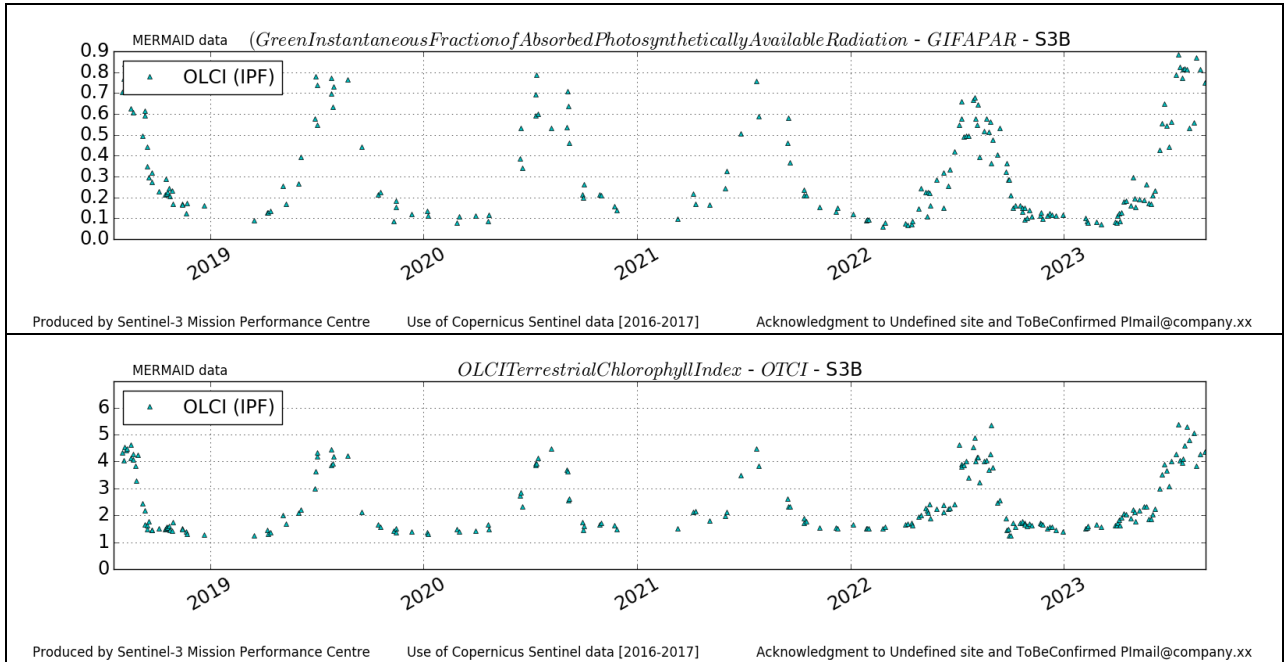 MERMAID data (GreenInstantaneousFractionofAbsorbedPhotosyntheticallyAvailableRadiation - GIFAPAR - S3B
0.9
0.8
0.7
0.6
0.5
0.4
0.3
0.2
0.1
0.0
OLCI (IPF)
2019 2020 2021 2022 2023
Produced by Sentinel-3 Mission Performance Centre Use of Copernicus Sentinel data [2016-2017] Acknowledgment to Undefined site and ToBeConfirmed PImail@company.xx
MERMAID data OLCITerrestrialChlorophyllIndex - OTCI - S3B
6
5
4
3
2
1
0
OLCI (IPF)
2019 2020 2021 2022 2023
Produced by Sentinel-3 Mission Performance Centre Use of Copernicus Sentinel data [2016-2017] Acknowledgment to Undefined site and ToBeConfirmed PImail@company.xx